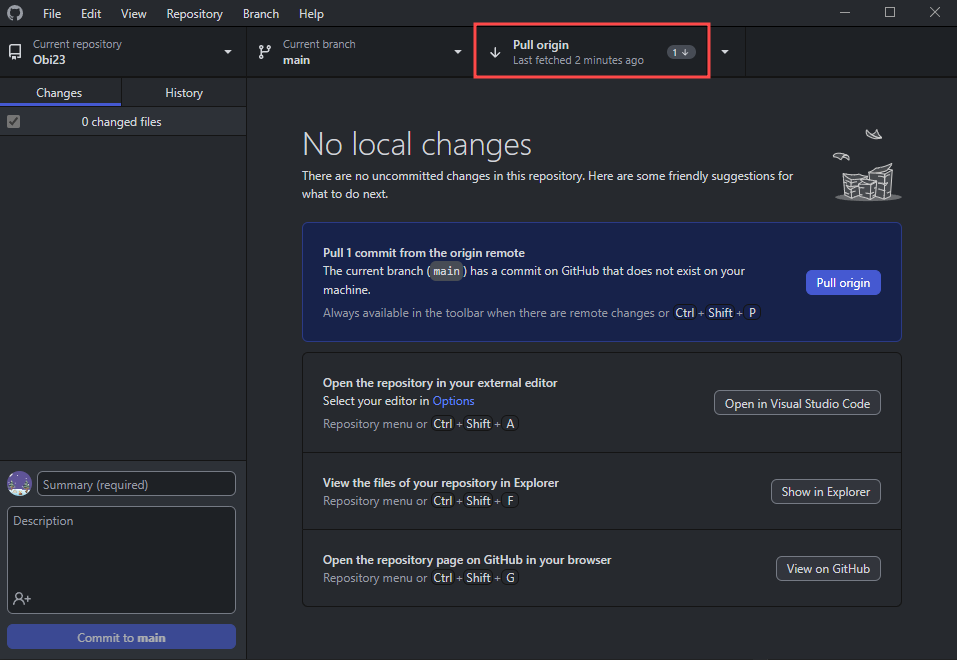 File Edit View Repository Branch Help
Current repository
Obi23
Current branch
main
Pull origin
Last fetched 2 minutes ago
1
Changes
History
0 changed files
No local changes
There are no uncommitted changes in this repository. Here are some friendly suggestions for
what to do next.
Pull 1 commit from the origin remote
The current branch (main) has a commit on GitHub that does not exist on your
machine.
Always available in the toolbar when there are remote changes or Ctrl + Shift + P
Pull origin
Open the repository in your external editor
Select your editor in Options
Repository menu or Ctrl + Shift + A
Open in Visual Studio Code
View the files of your repository in Explorer
Repository menu or Ctrl + Shift + F
Show in Explorer
Open the repository page on GitHub in your browser
Repository menu or Ctrl + Shift + G
View on GitHub
Summary (required)
Description
Commit to main